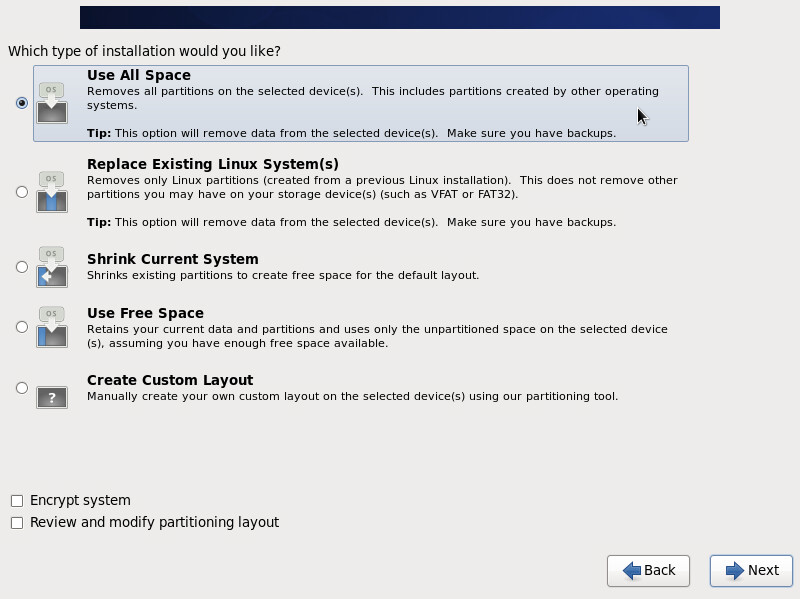 Which type of installation would you like?
OS
Use All Space
Removes all partitions on the selected device(s).  This includes partitions created by other operating
systems.
Tip: This option will remove data from the selected device(s).  Make sure you have backups.
OS
Replace Existing Linux System(s)
Removes only Linux partitions (created from a previous Linux installation).  This does not remove other
partitions you may have on your storage device(s) (such as VFAT or FAT32).
Tip: This option will remove data from the selected device(s).  Make sure you have backups.
OS
Shrink Current System
Shrinks existing partitions to create free space for the default layout.
OS
Use Free Space
Retains your current data and partitions and uses only the unpartitioned space on the selected device
(s), assuming you have enough free space available.
?
Create Custom Layout
Manually create your own custom layout on the selected device(s) using our partitioning tool.
Encrypt system
Review and modify partitioning layout
Back
Next